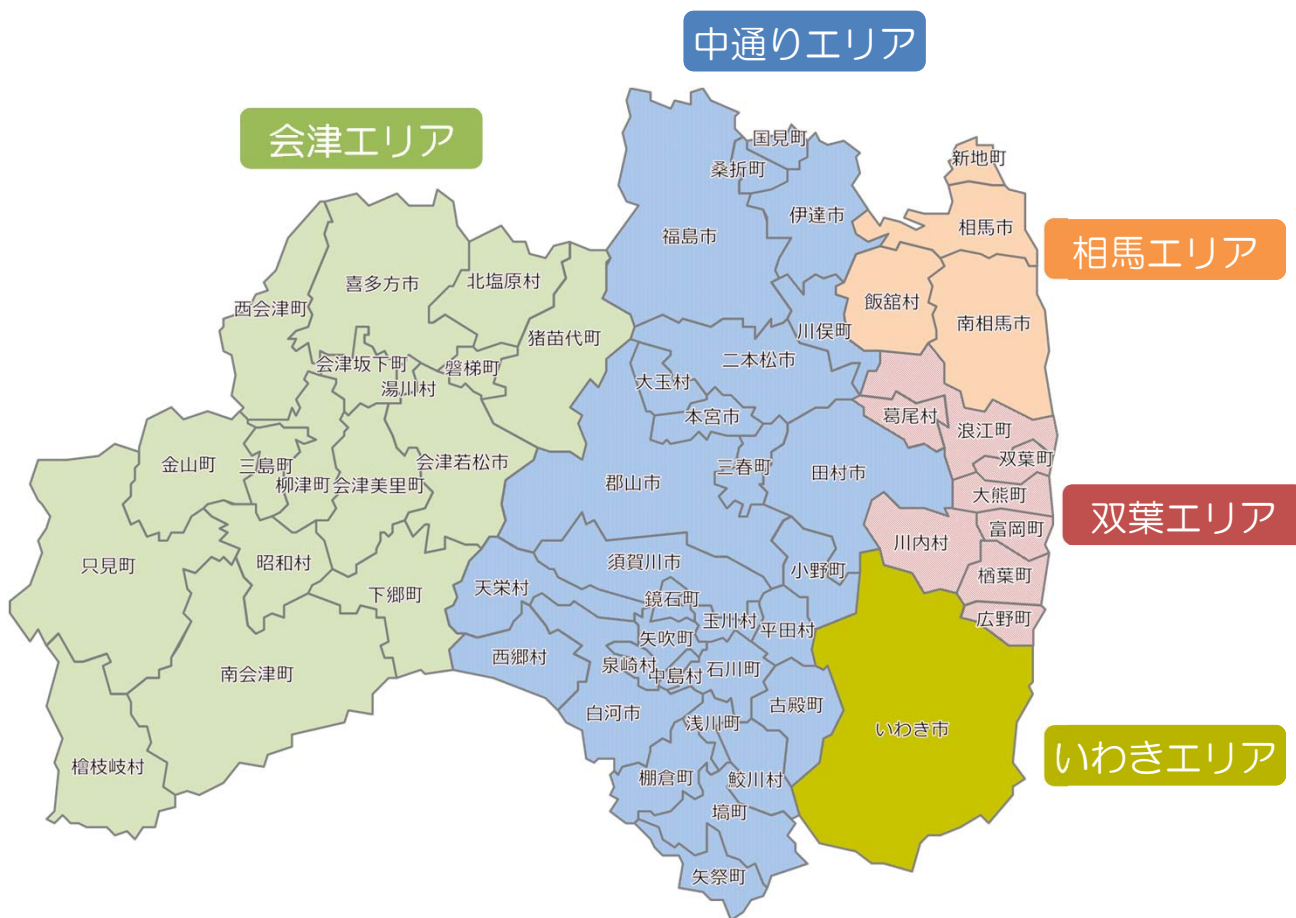 中通りエリア
会津エリア
国見町
桑折町
新地町
伊達市
相馬市
福島市
相馬エリア
北塩原村
喜多方市
飯舘村
西会津町
南相馬市
猪苗代町
川俣町
二本松市
会津坂下町
磐梯町
湯川村
大玉村
本宮市
葛尾村
浪江町
双葉町
金山町
三島町
柳津町
会津美里町
会津若松市
三春町
郡山市
田村市
大熊町
双葉エリア
富岡町
川内村
只見町
昭和村
須賀川市
小野町
楢葉町
天栄村
下郷町
鏡石町
玉川村
平田村
広野町
矢吹町
西郷村
泉崎村
中島村
石川町
南会津町
古殿町
白河市
浅川町
いわき市
いわきエリア
檜枝岐村
棚倉町
鮫川村
塙町
矢祭町